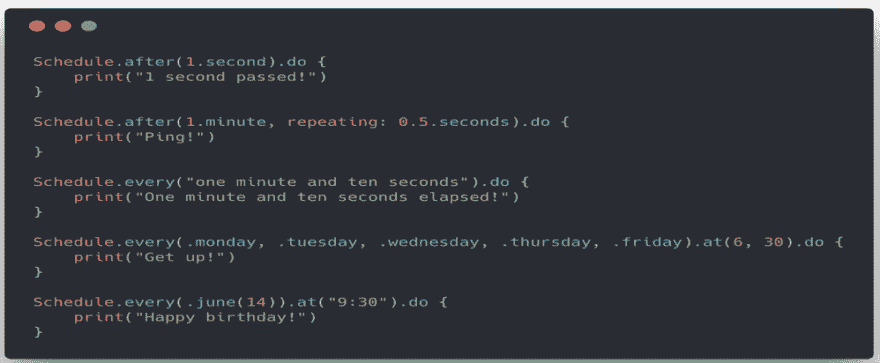 Schedule.after(1.second).do {
    print("1 second passed!")
}
Schedule.after(1.minute, repeating: 0.5.seconds).do {
    print("Ping!")
}
Schedule.every("one minute and ten seconds").do {
    print("One minute and ten seconds elapsed!")
}
Schedule.every(.monday, .tuesday, .wednesday, .thursday, .friday).at(6, 30).do {
    print("Get up!")
}
Schedule.every(.june(14)).at("9:30").do {
    print("Happy birthday!")
}